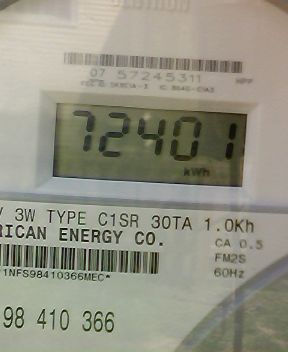 07 57245311
72401
kWh
V 3W TYPE C1SR 30TA 1.0Kh
RICAN ENERGY CO.
CA 0.5
FM2S
60Hz
1NFS98410366MEC*
98 410 366